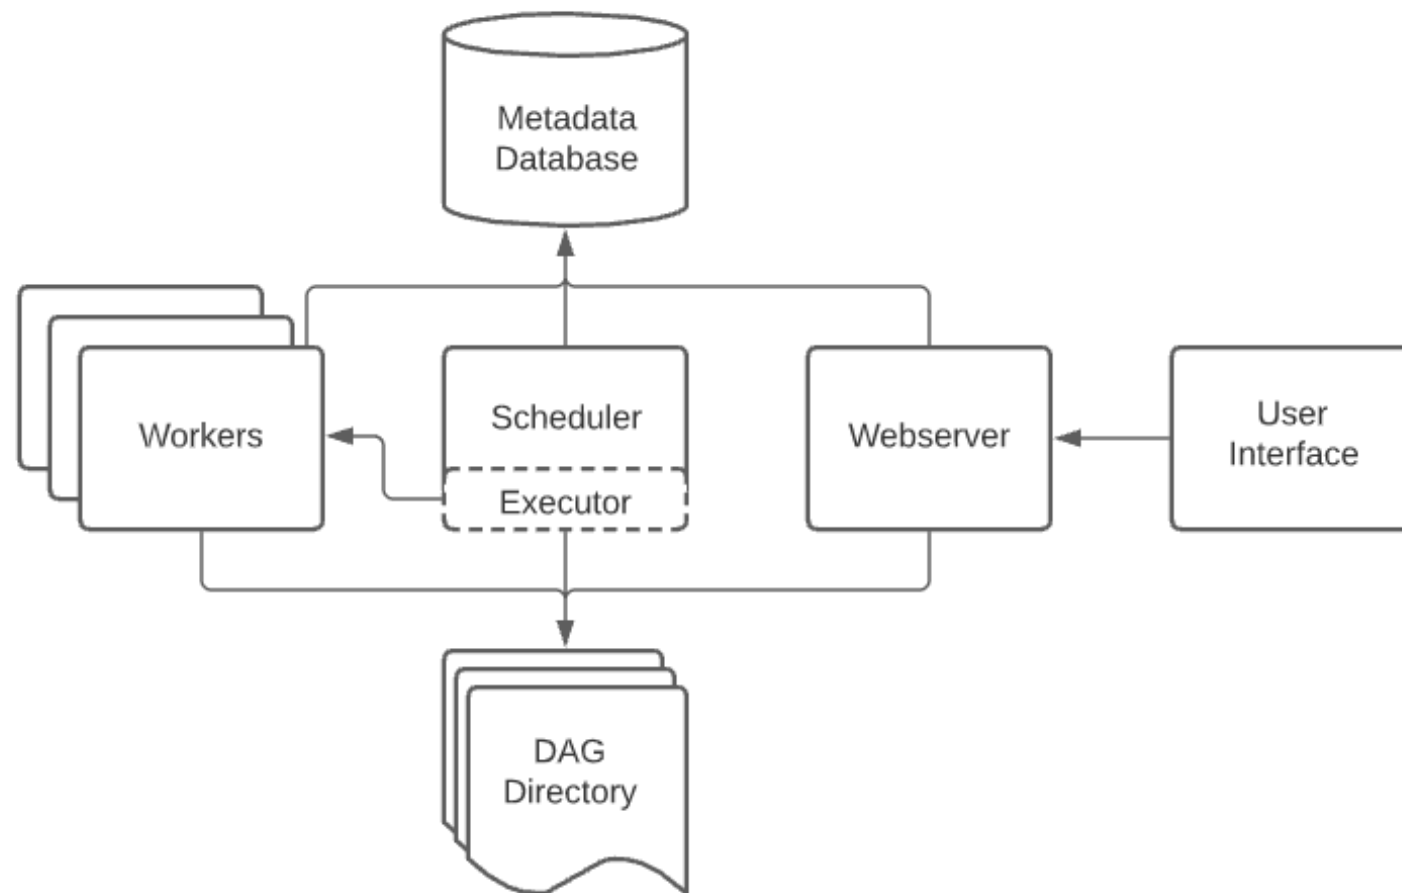 Metadata
Database
Workers
Scheduler
Executor
Webserver
User
Interface
DAG
Directory